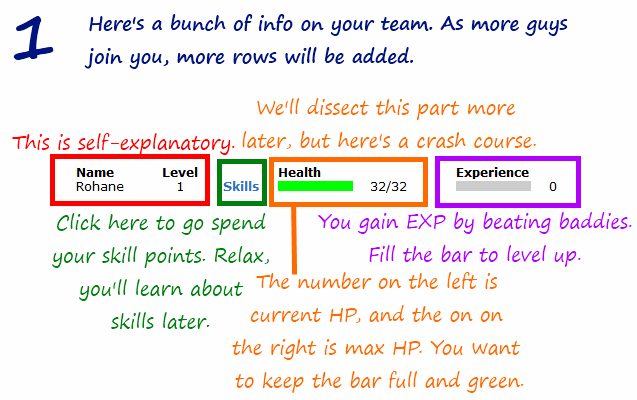 1
Here's a bunch of info on your team. As more guys
join you, more rows will be added.
We'll dissect this part more
later, but here's a crash course.
This is self-explanatory.
Name Level
Rohane 1
Skills
Health
32/32
Experience
0
Click here to go spend
your skill points. Relax,
you'll learn about
skills later.
You gain EXP by beating baddies.
Fill the bar to level up.
The number on the left is
current HP, and the on on
the right is max HP. You want
to keep the bar full and green.